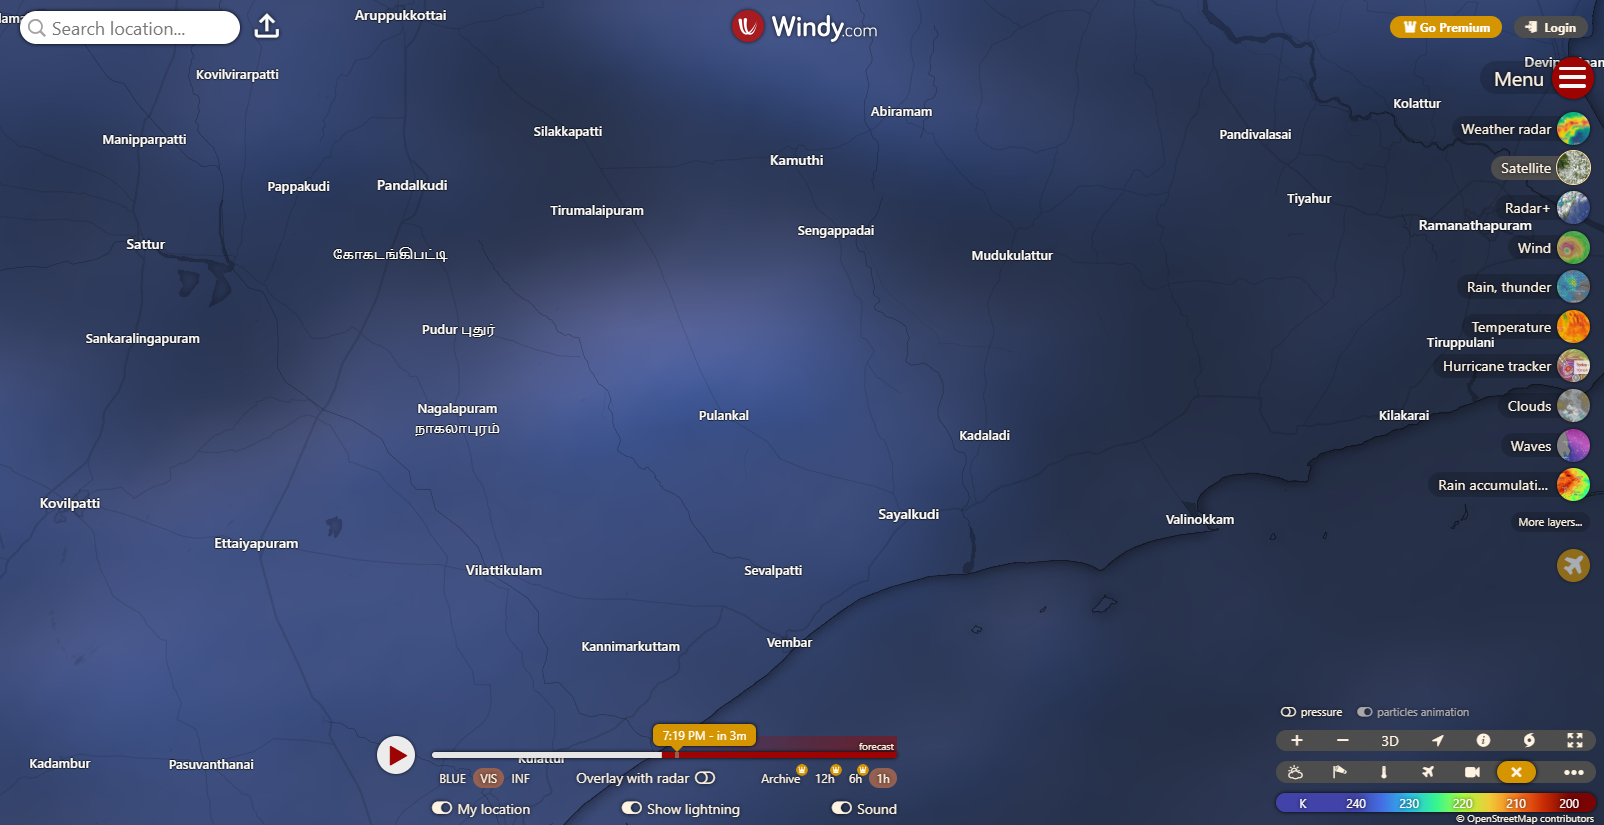 Search location...
Windy.com
Go Premium
Login
Menu
Weather radar
Satellite
Radar+
Wind
Rain, thunder
Temperature
Hurricane tracker
Clouds
Waves
Rain accumulati...
More layers...
Aruppukkottai
Kovilvirarpatti
Abiramam
Kolattur
Silakkapatti
Pandivalasai
Manipparpatti
Kamuthi
Pappakudi
Pandalkudi
Tiyahur
Tirumalaipuram
Ramanathapuram
Sengappadai
Sattur
கோகடங்கிபட்டி
Mudukulattur
Pudur புதூர்
Sankaralingapuram
Tiruppulani
Nagalapuram
நாகலாபுரம்
Pulankal
Kilakarai
Kadaladi
Kovilpatti
Sayalkudi
Valinokkam
Ettaiyapuram
Vilattikulam
Sevalpatti
Vembar
Kannimarkuttam
Kadambur
Pasuvanthanai
Kulattur
7:19 PM - in 3m
forecast
BLUE VIS INF
Overlay with radar
Archive 12h 6h 1h
My location
Show lightning
Sound
pressure
particles animation
+ − 3D
K 240 230 220 210 200
© OpenStreetMap contributors